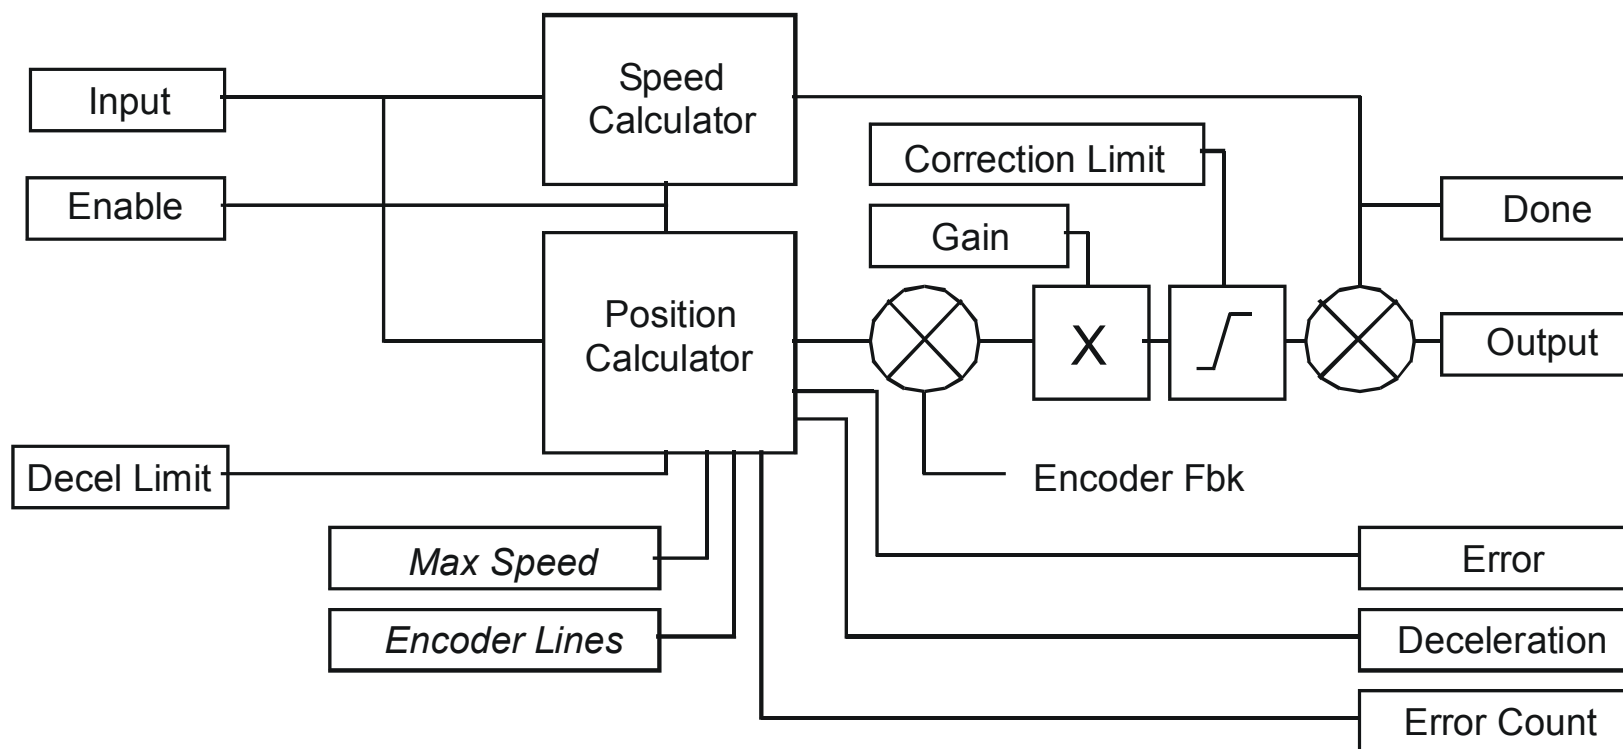 Input
Speed
Calculator
Enable
Correction Limit
Gain
Done
Position
Calculator
X
Output
Decel Limit
Encoder Fbk
Max Speed
Error
Encoder Lines
Deceleration
Error Count